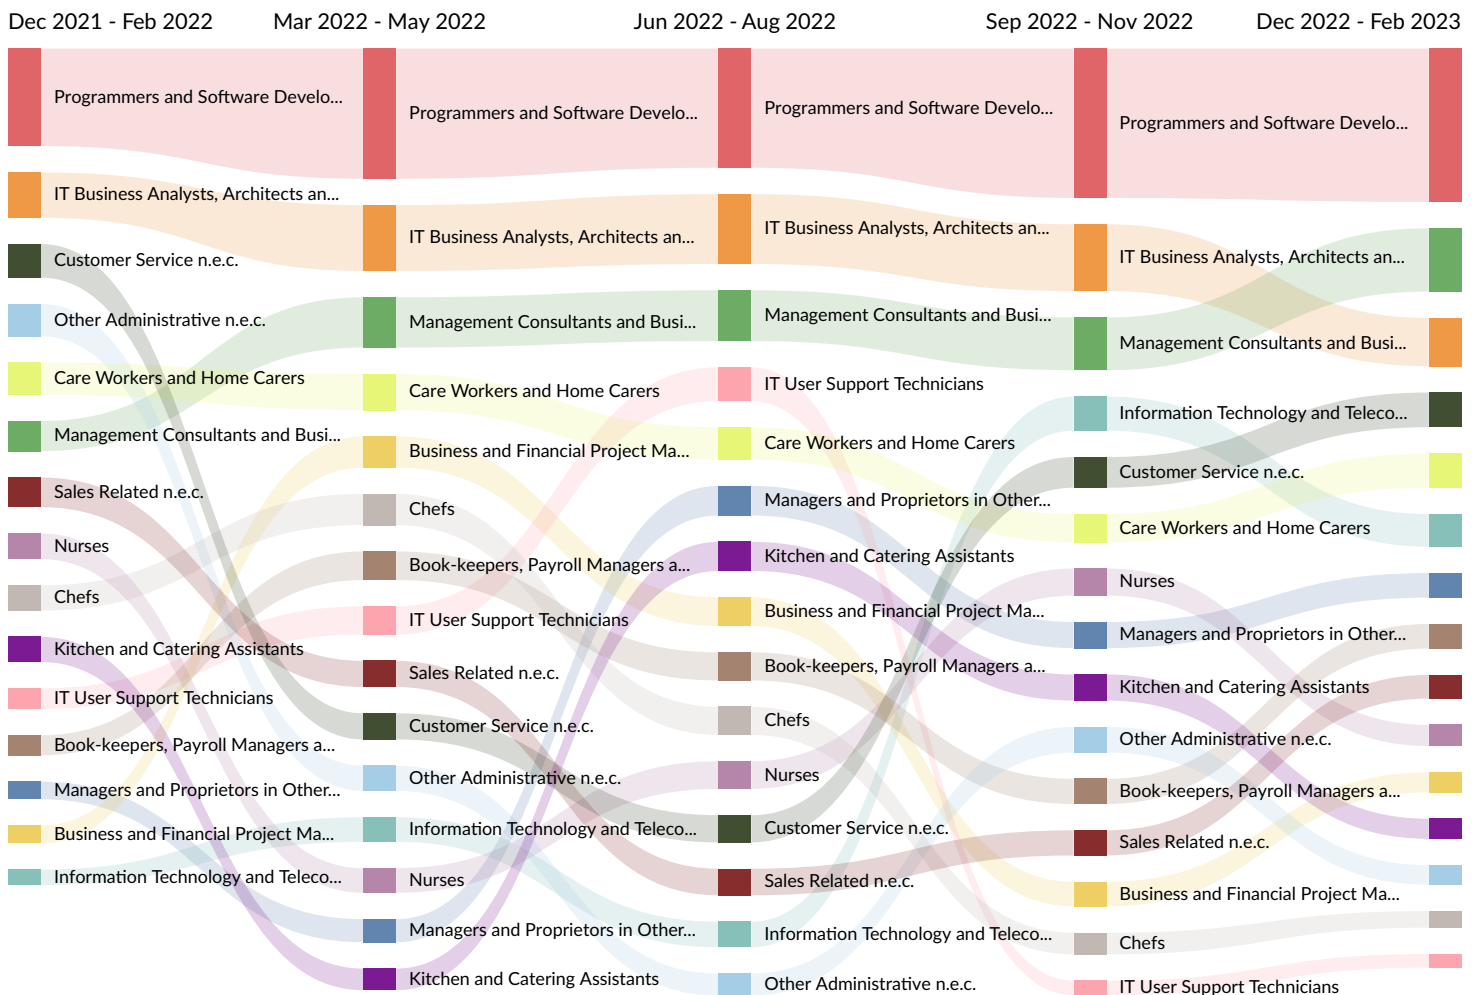 Dec 2021 - Feb 2022
Mar 2022 - May 2022
Jun 2022 - Aug 2022
Sep 2022 - Nov 2022
Dec 2022 - Feb 2023
Programmers and Software Develo...
IT Business Analysts, Architects an...
Customer Service n.e.c.
Other Administrative n.e.c.
Care Workers and Home Carers
Management Consultants and Busi...
Sales Related n.e.c.
Nurses
Chefs
Kitchen and Catering Assistants
IT User Support Technicians
Book-keepers, Payroll Managers a...
Managers and Proprietors in Other...
Business and Financial Project Ma...
Information Technology and Teleco...
Programmers and Software Develo...
IT Business Analysts, Architects an...
Management Consultants and Busi...
Care Workers and Home Carers
Business and Financial Project Ma...
Chefs
Book-keepers, Payroll Managers a...
IT User Support Technicians
Sales Related n.e.c.
Customer Service n.e.c.
Other Administrative n.e.c.
Information Technology and Teleco...
Nurses
Managers and Proprietors in Other...
Kitchen and Catering Assistants
Programmers and Software Develo...
IT Business Analysts, Architects an...
Management Consultants and Busi...
IT User Support Technicians
Care Workers and Home Carers
Managers and Proprietors in Other...
Kitchen and Catering Assistants
Business and Financial Project Ma...
Book-keepers, Payroll Managers a...
Chefs
Nurses
Customer Service n.e.c.
Sales Related n.e.c.
Information Technology and Teleco...
Other Administrative n.e.c.
Programmers and Software Develo...
IT Business Analysts, Architects an...
Management Consultants and Busi...
Information Technology and Teleco...
Customer Service n.e.c.
Care Workers and Home Carers
Nurses
Managers and Proprietors in Other...
Kitchen and Catering Assistants
Other Administrative n.e.c.
Book-keepers, Payroll Managers a...
Sales Related n.e.c.
Business and Financial Project Ma...
Chefs
IT User Support Technicians